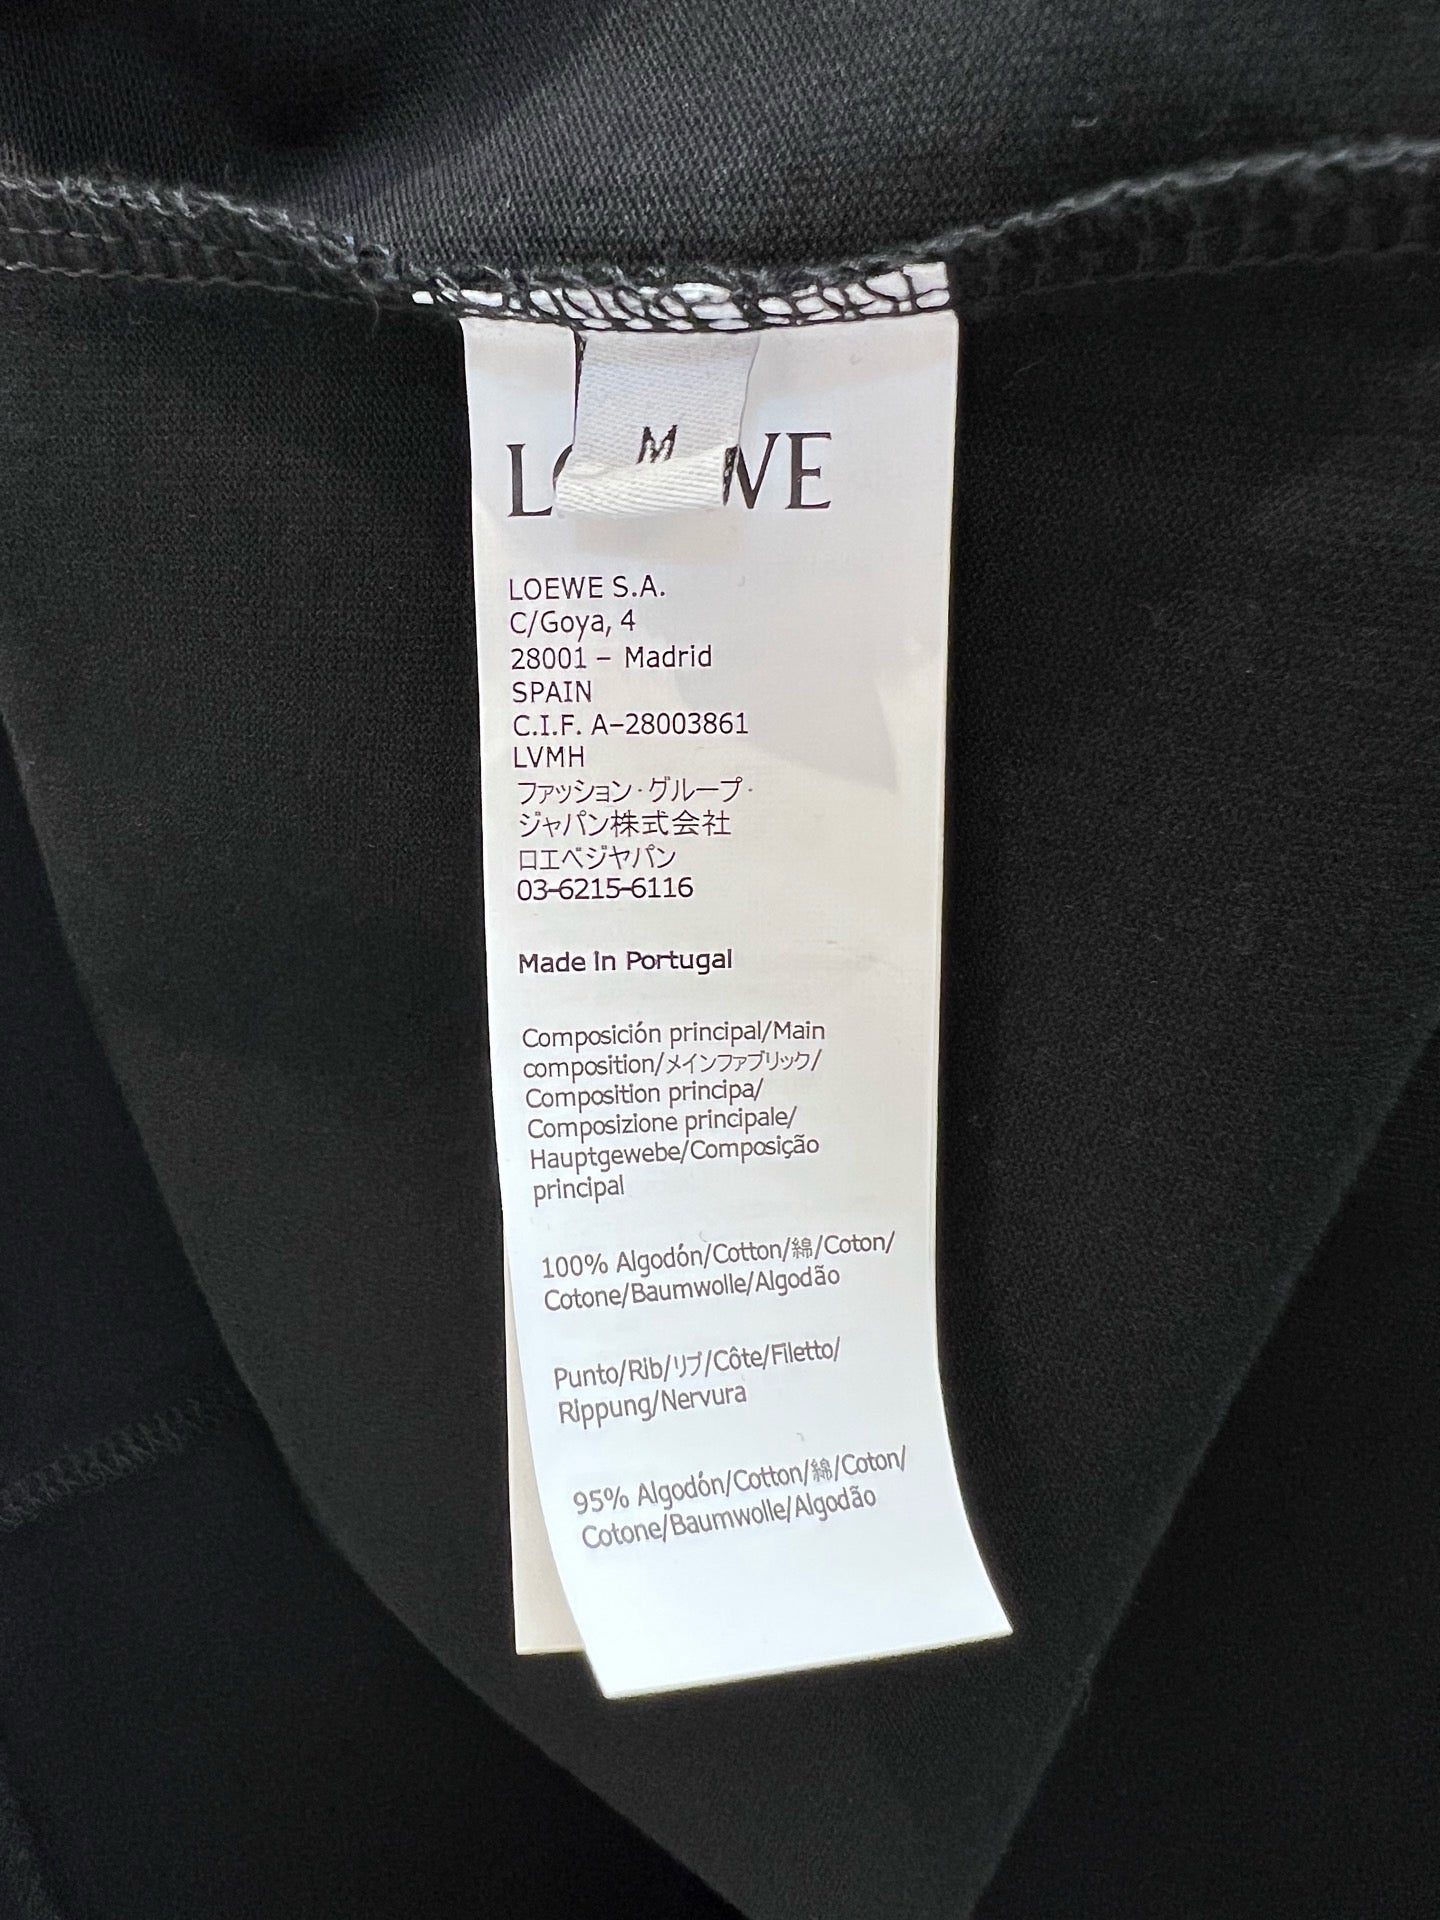 M
LOEWE S.A.
C/Goya, 4
28001 – Madrid
SPAIN
C.I.F. A–28003861
LVMH
ファッション・グループ・
ジャパン株式会社
ロエベジャパン
03-6215-6116
Made in Portugal
Composición principal/Main
composition/メインファブリック/
Composition principa/
Composizione principale/
Hauptgewebe/Composição
principal
100% Algodón/Cotton/綿/Coton/
Cotone/Baumwolle/Algodão
Punto/Rib/リブ/Côte/Filetto/
Rippung/Nervura
95% Algodón/Cotton/綿/Coton/
Cotone/Baumwolle/Algodão